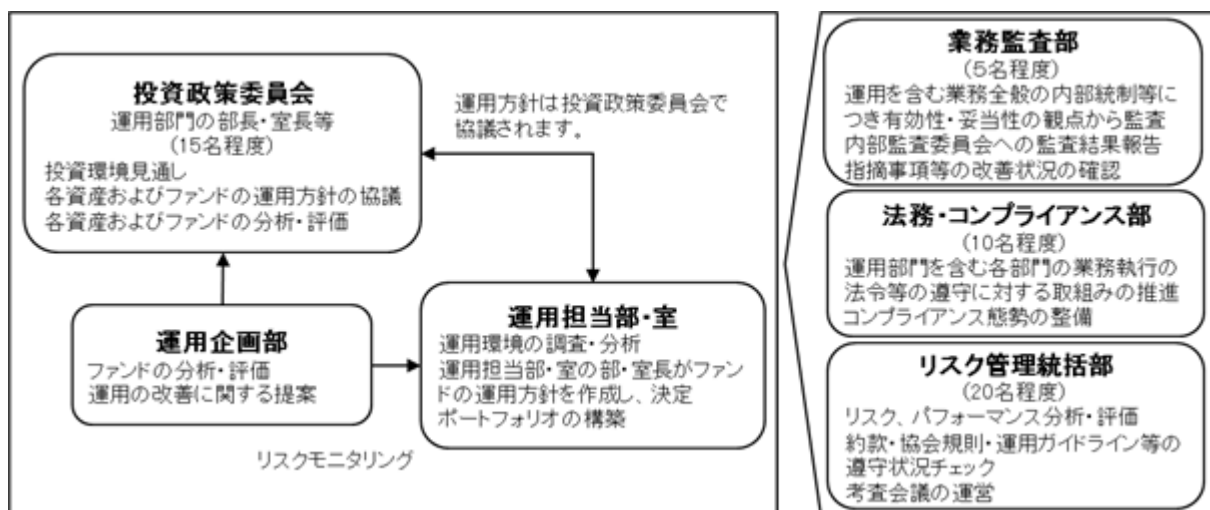 投資政策委員会
運用部門の部長・室長等
(15名程度)
投資環境見通し
各資産およびファンドの運用方針の協議
各資産およびファンドの分析・評価
運用方針は投資政策委員会で
協議されます。
運用企画部
ファンドの分析・評価
運用の改善に関する提案
運用担当部・室
運用環境の調査・分析
運用担当部・室の部・室長がファン
ドの運用方針を作成し、決定
ポートフォリオの構築
リスクモニタリング
業務監査部
(5名程度)
運用を含む業務全般の内部統制等に
つき有効性・妥当性の観点から監査
内部監査委員会への監査結果報告
指摘事項等の改善状況の確認
法務・コンプライアンス部
(10名程度)
運用部門を含む各部門の業務執行の
法令等の遵守に対する取組みの推進
コンプライアンス態勢の整備
リスク管理統括部
(20名程度)
リスク、パフォーマンス分析・評価
約款・協会規則・運用ガイドライン等の
遵守状況チェック
考査会議の運営